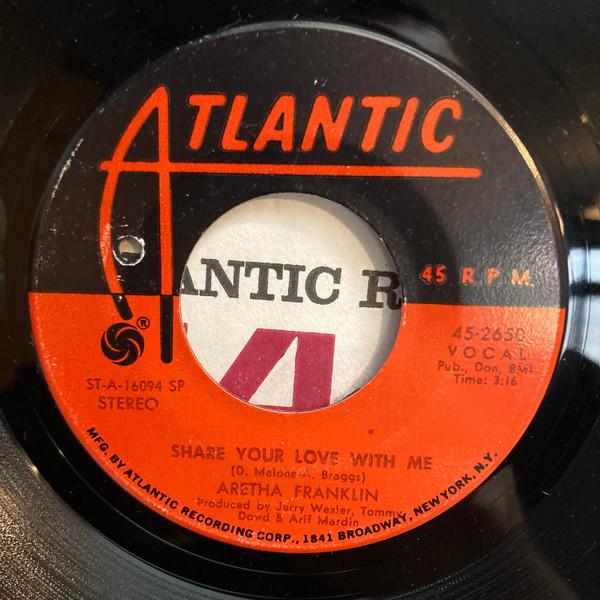 ATLANTIC
ANTIC R
45 RPM
45-2650
VOCAL
Pub., Don, BMI
Time: 3:16
®
ST-A-16094 SP
STEREO
SHARE YOUR LOVE WITH ME
(D. Malone-A. Braggs)
ARETHA FRANKLIN
Produced by Jerry Wexler, Tommy
Dowd & Arif Mardin
MFG. BY ATLANTIC RECORDING CORP., 1841 BROADWAY, NEW YORK, N.Y.